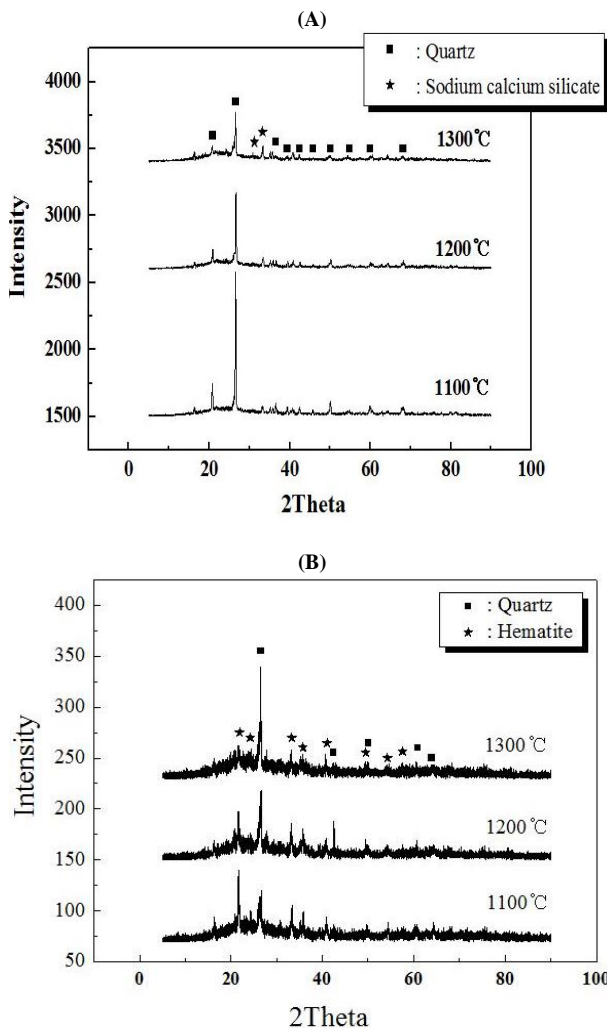 (A)
: Quartz
: Sodium calcium silicate
4000
3500
3000
2500
2000
1500
Intensity
1300℃
1200℃
1100℃
0 20 40 60 80 100
2Theta
(B)
: Quartz
: Hematite
400
350
300
250
200
150
100
50
Intensity
1300℃
1200℃
1100℃
0 20 40 60 80 100
2Theta